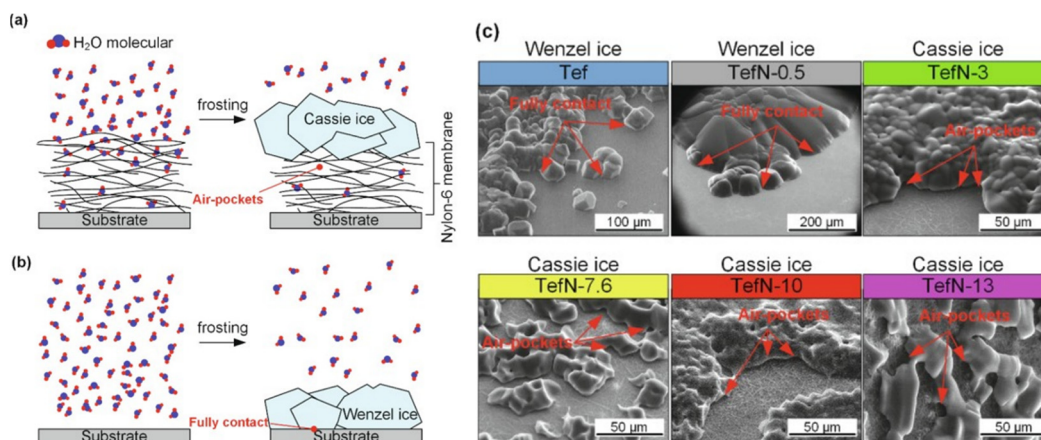 (a)
H₂O molecular
frosting
Cassie ice
Air-pockets
Nylon-6 membrane
Substrate
Substrate
(b)
frosting
Fully contact
Wenzel ice
Substrate
Substrate
(c)
Wenzel ice
Wenzel ice
Cassie ice
Tef
TefN-0.5
TefN-3
Fully contact
Fully contact
Air-pockets
100 µm
200 µm
50 µm
Cassie ice
Cassie ice
Cassie ice
TefN-7.6
TefN-10
TefN-13
Air-pockets
Air-pockets
Air-pockets
50 µm
50 µm
50 µm